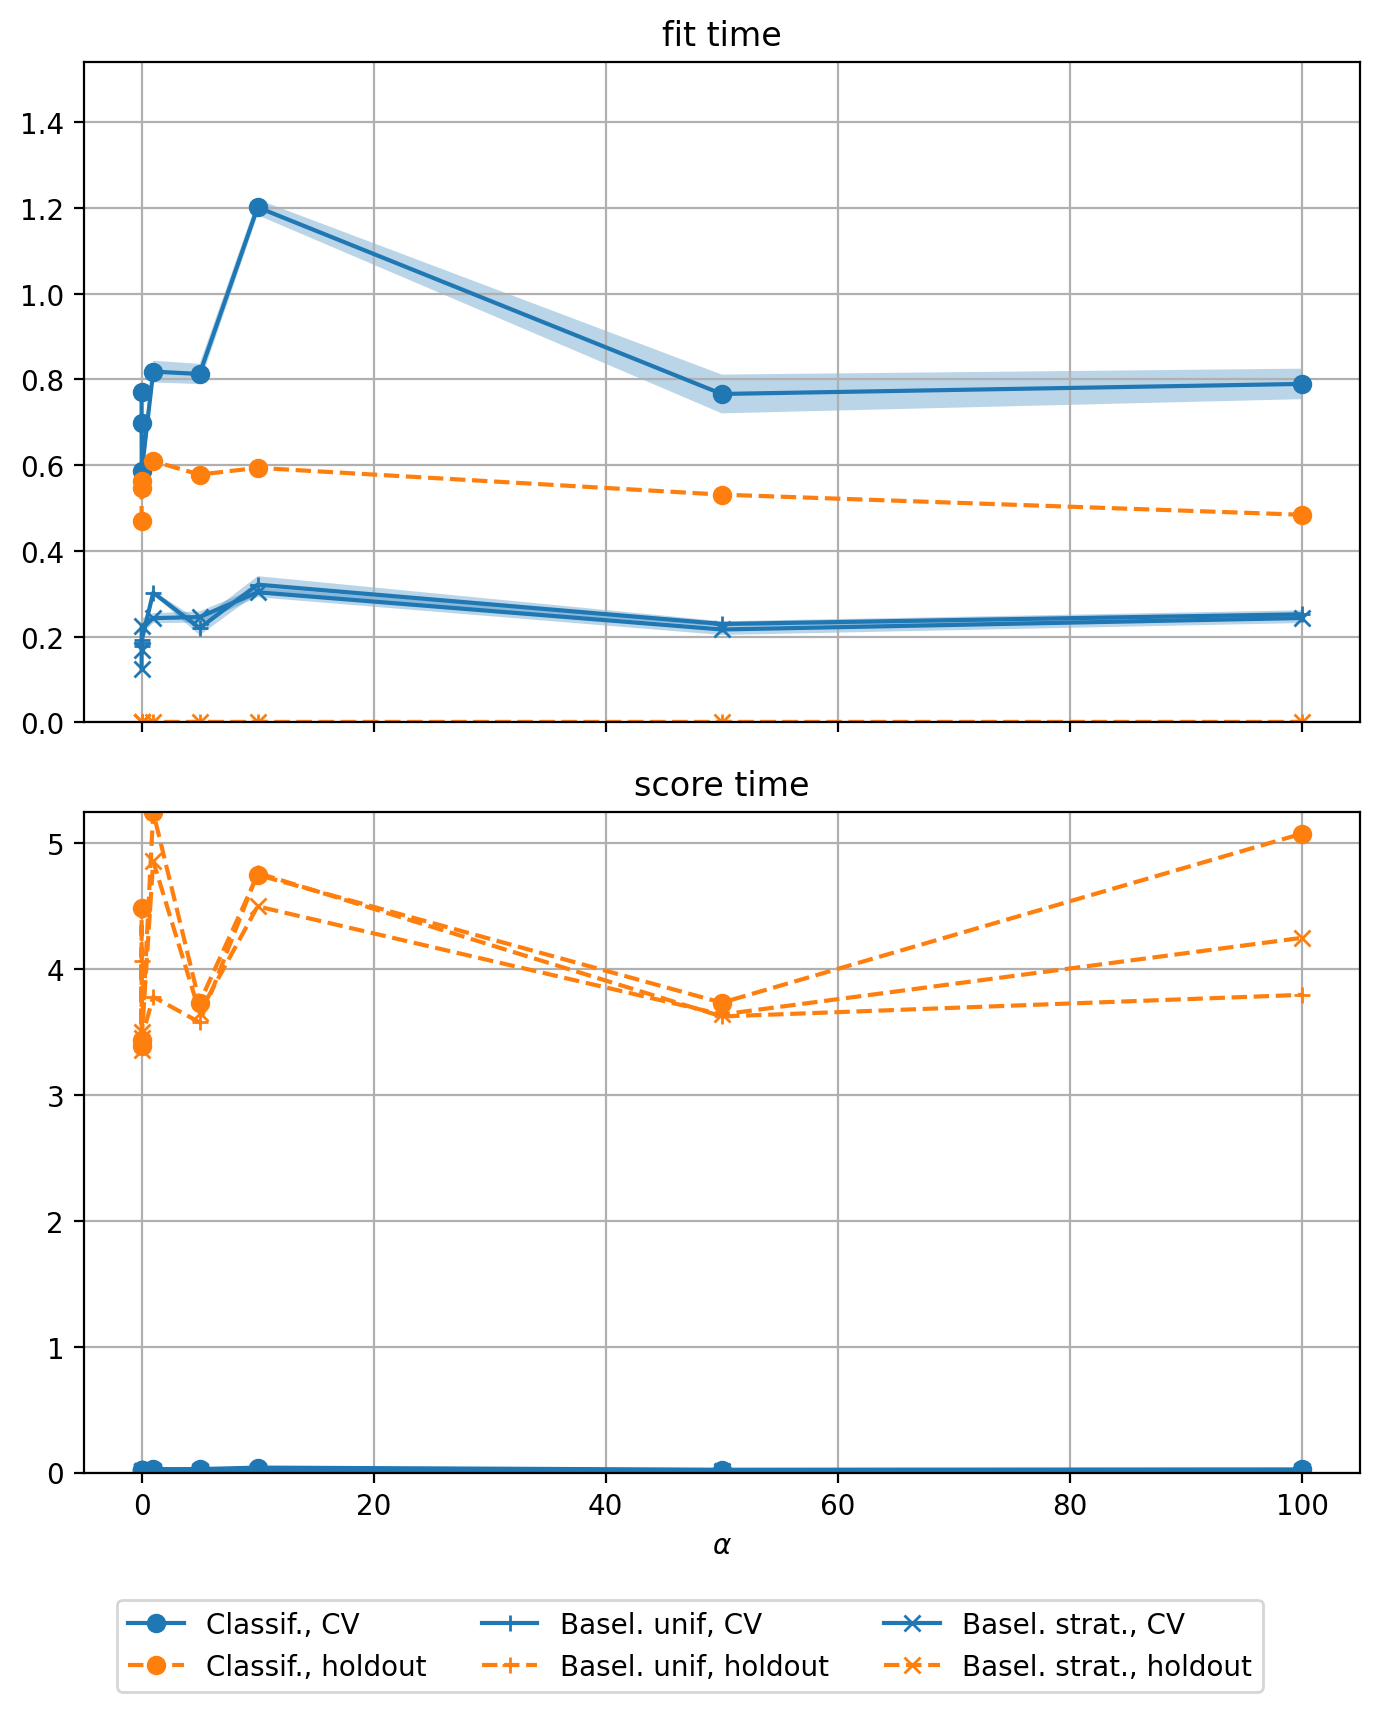 fit time
1.4
1.2
1.0
0.8
0.6
0.4
0.2
0.0
score time
5
4
3
2
1
0
0 20 40 60 80 100
α
Classif., CV Basel. unif, CV Basel. strat., CV
Classif., holdout Basel. unif, holdout Basel. strat., holdout